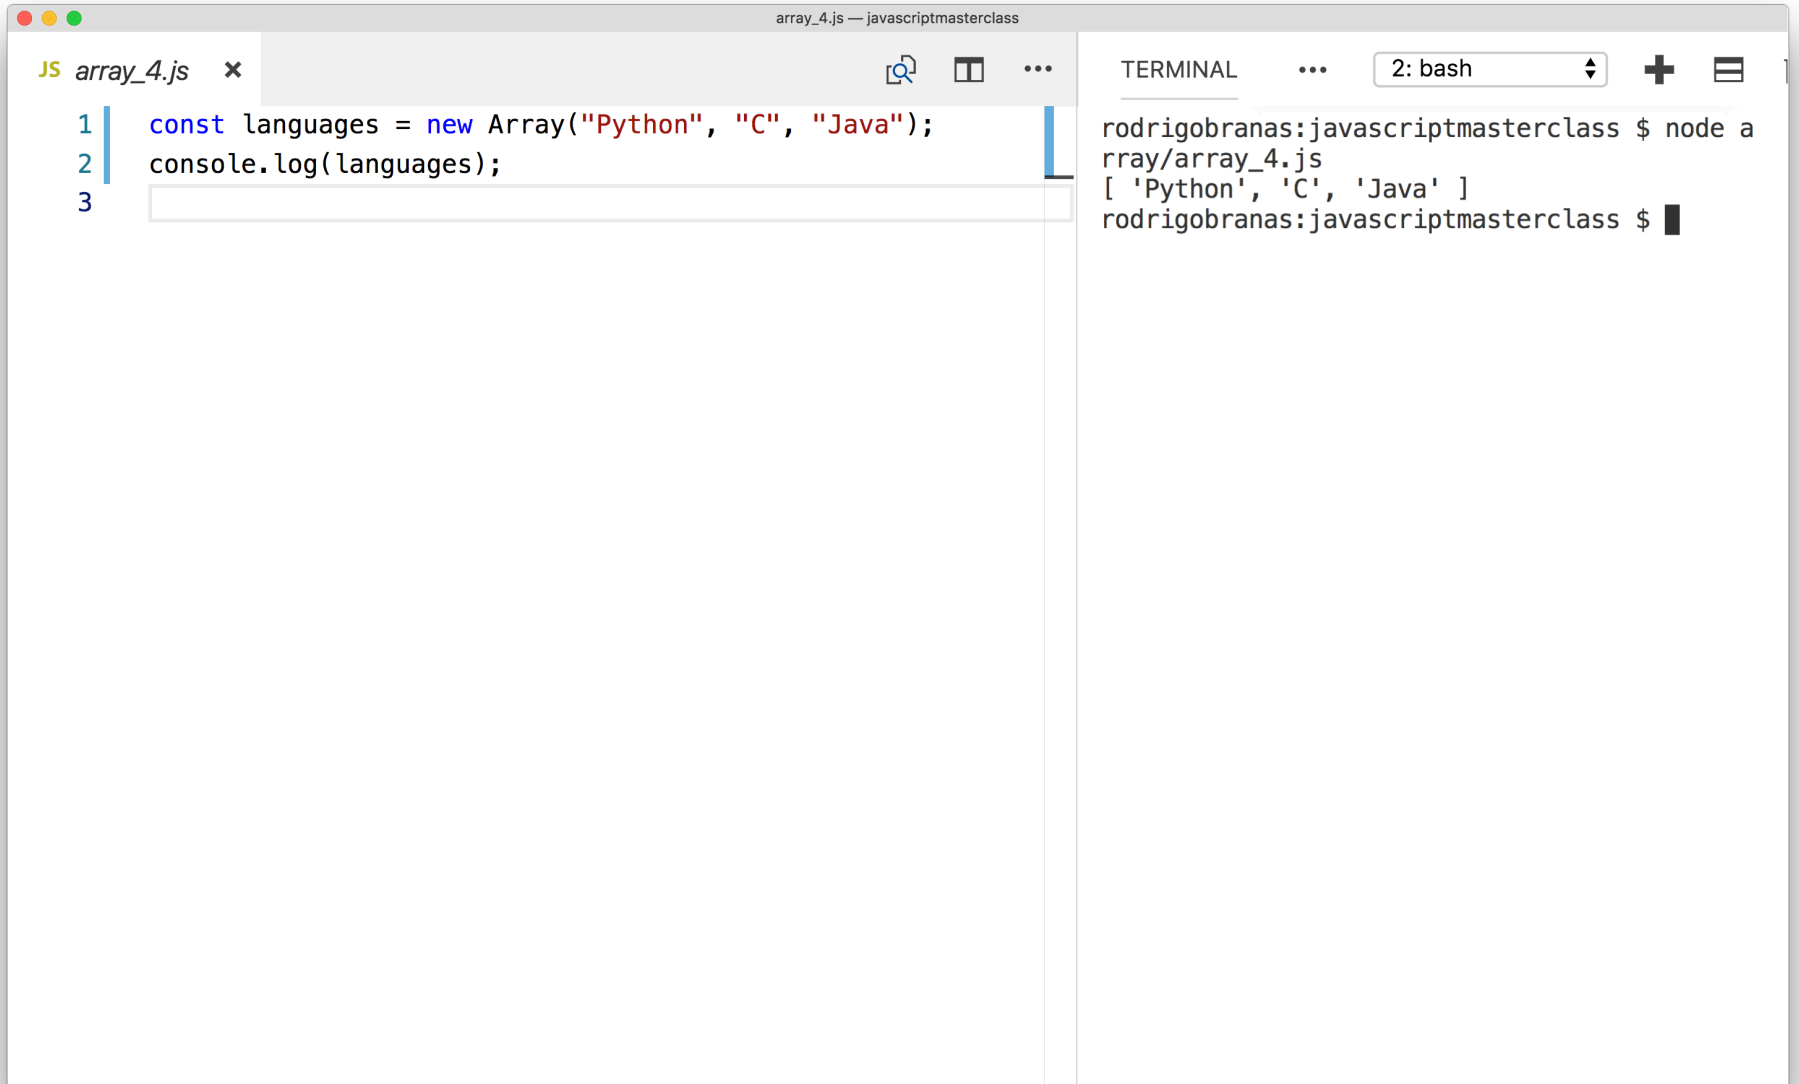 array_4.js — javascriptmasterclass
JS array_4.js
TERMINAL
2: bash
1 const languages = new Array("Python", "C", "Java");
2 console.log(languages);
3
rodrigobranas:javascriptmasterclass $ node a
rray/array_4.js
[ 'Python', 'C', 'Java' ]
rodrigobranas:javascriptmasterclass $